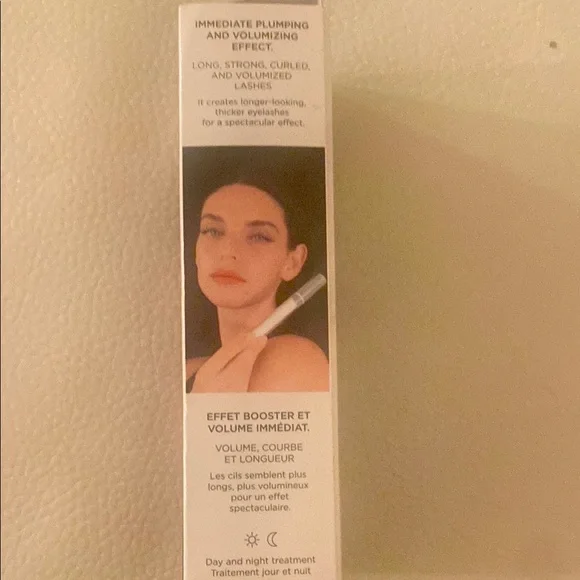 IMMEDIATE PLUMPING
AND VOLUMIZING
EFFECT.
LONG, STRONG, CURLED,
AND VOLUMIZED
LASHES
It creates longer-looking,
thicker eyelashes
for a spectacular effect.
EFFET BOOSTER ET
VOLUME IMMÉDIAT.
VOLUME, COURBE
ET LONGUEUR
Les cils semblent plus
longs, plus volumineux
pour un effet
spectaculaire.
Day and night treatment
Traitement jour et nuit